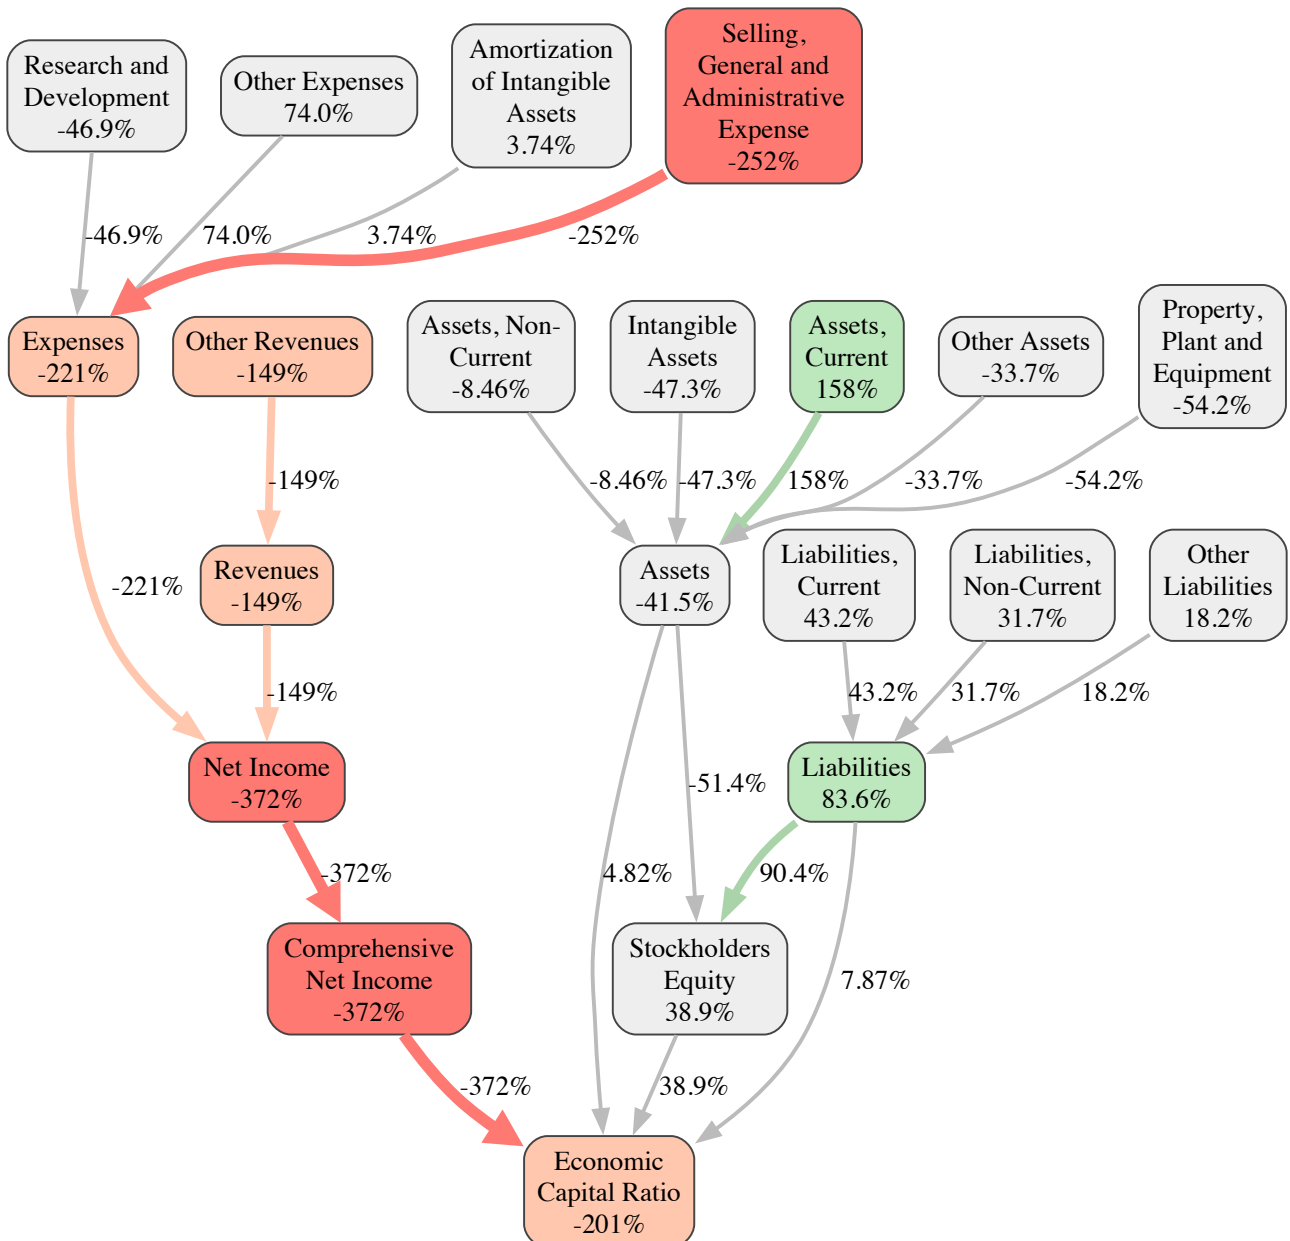 Research and
Development
-46.9%
Other Expenses
74.0%
Amortization
of Intangible
Assets
3.74%
Selling,
General and
Administrative
Expense
-252%
-46.9%
74.0%
3.74%
-252%
Expenses
-221%
Other Revenues
-149%
Assets, Non-
Current
-8.46%
Intangible
Assets
-47.3%
Assets,
Current
158%
Other Assets
-33.7%
Property,
Plant and
Equipment
-54.2%
-149%
-8.46%
-47.3%
158%
-33.7%
-54.2%
-221%
Revenues
-149%
Assets
-41.5%
Liabilities,
Current
43.2%
Liabilities,
Non-Current
31.7%
Other
Liabilities
18.2%
-149%
43.2%
31.7%
18.2%
Net Income
-372%
-51.4%
Liabilities
83.6%
-372%
4.82%
90.4%
Comprehensive
Net Income
-372%
Stockholders
Equity
38.9%
7.87%
-372%
38.9%
Economic
Capital Ratio
-201%